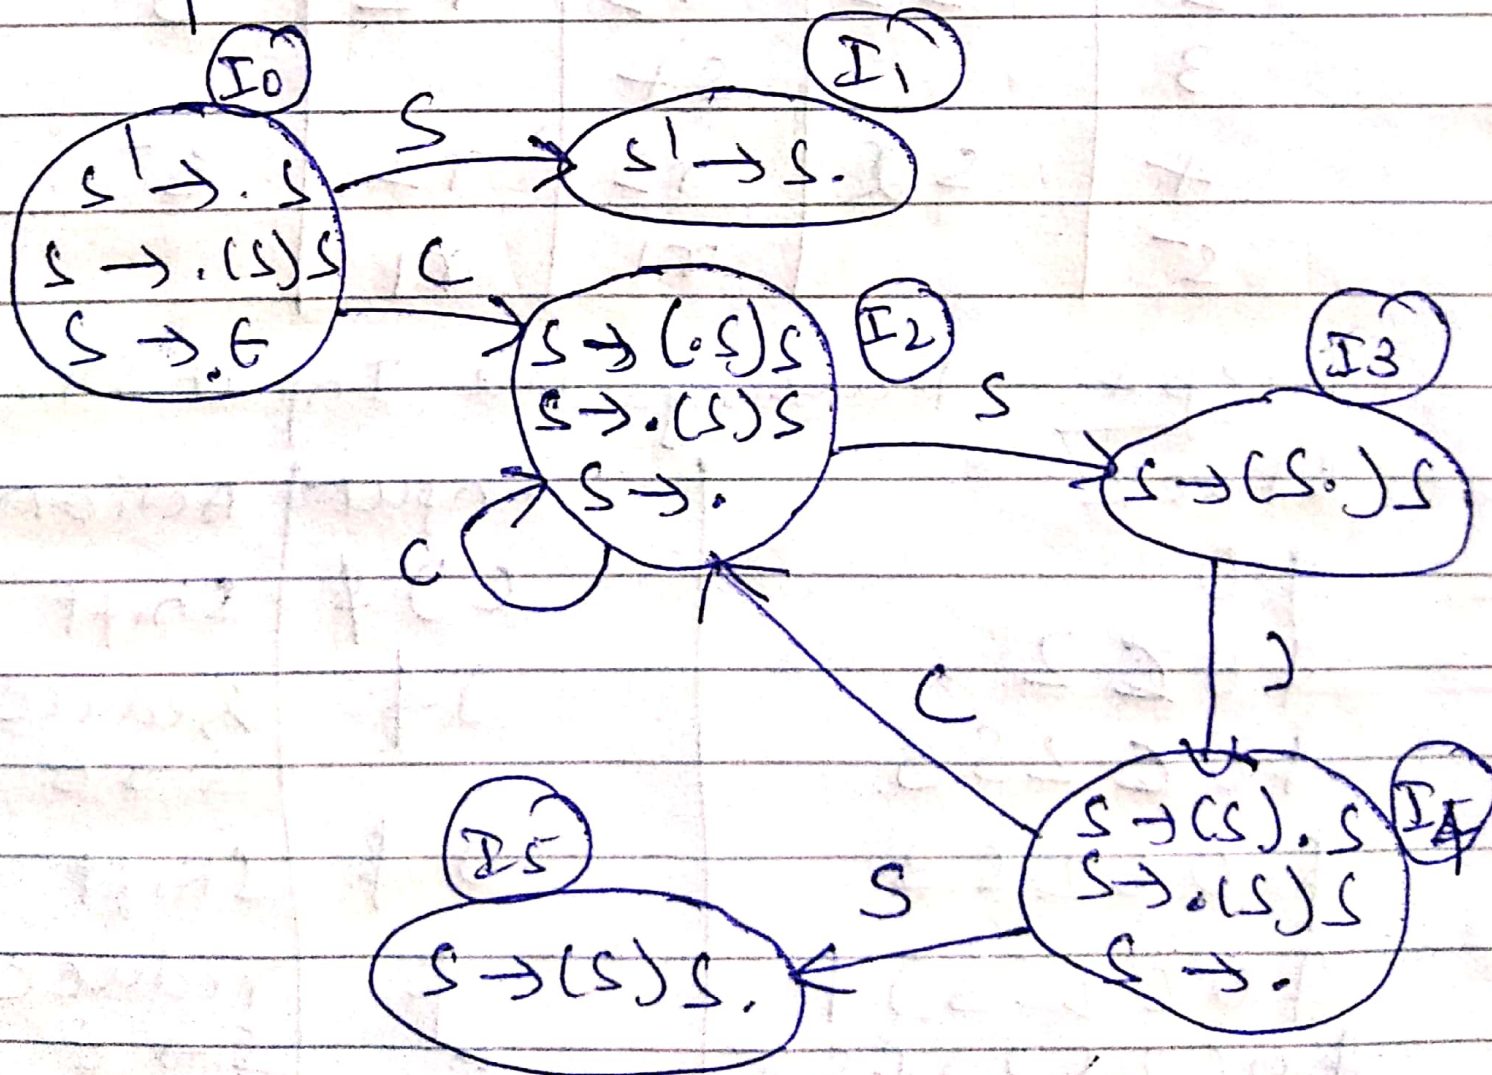 I0
S' → . S
S → . (S) S
S → . ϵ
S
I1
S' → S .
(
I2
S → ( . S) S
S → . (S) S
S → .
(
S
I3
S → (S . ) S
)
I4
S → (S) . S
S → . (S) S
S → .
(
S
I5
S → (S) S .